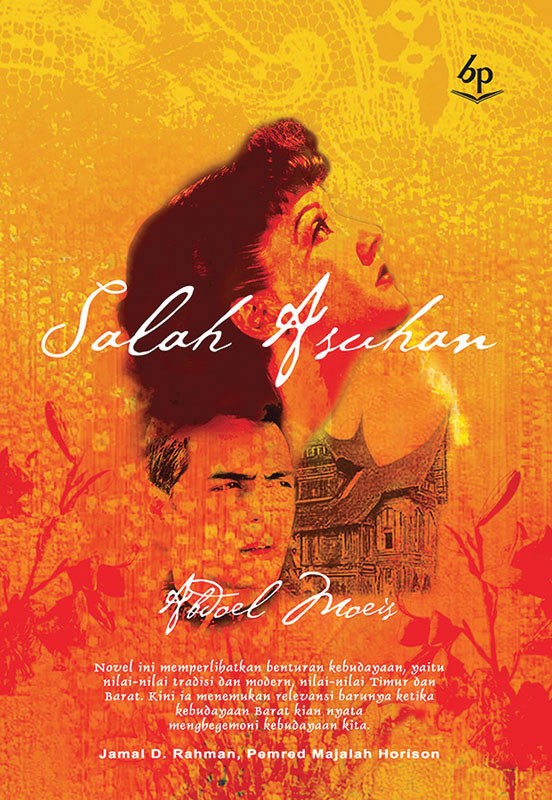 bp
Salah Asuhan
Abdoel Moeis
Novel ini memperlihatkan benturan kebudayaan, yaitu
nilai-nilai tradisi dan modern, nilai-nilai Timur dan
Barat. Kini ia menemukan relevansi barunya ketika
kebudayaan Barat kian nyata
menghegemoni kebudayaan kita.
Jamal D. Rahman, Pemred Majalah Horison